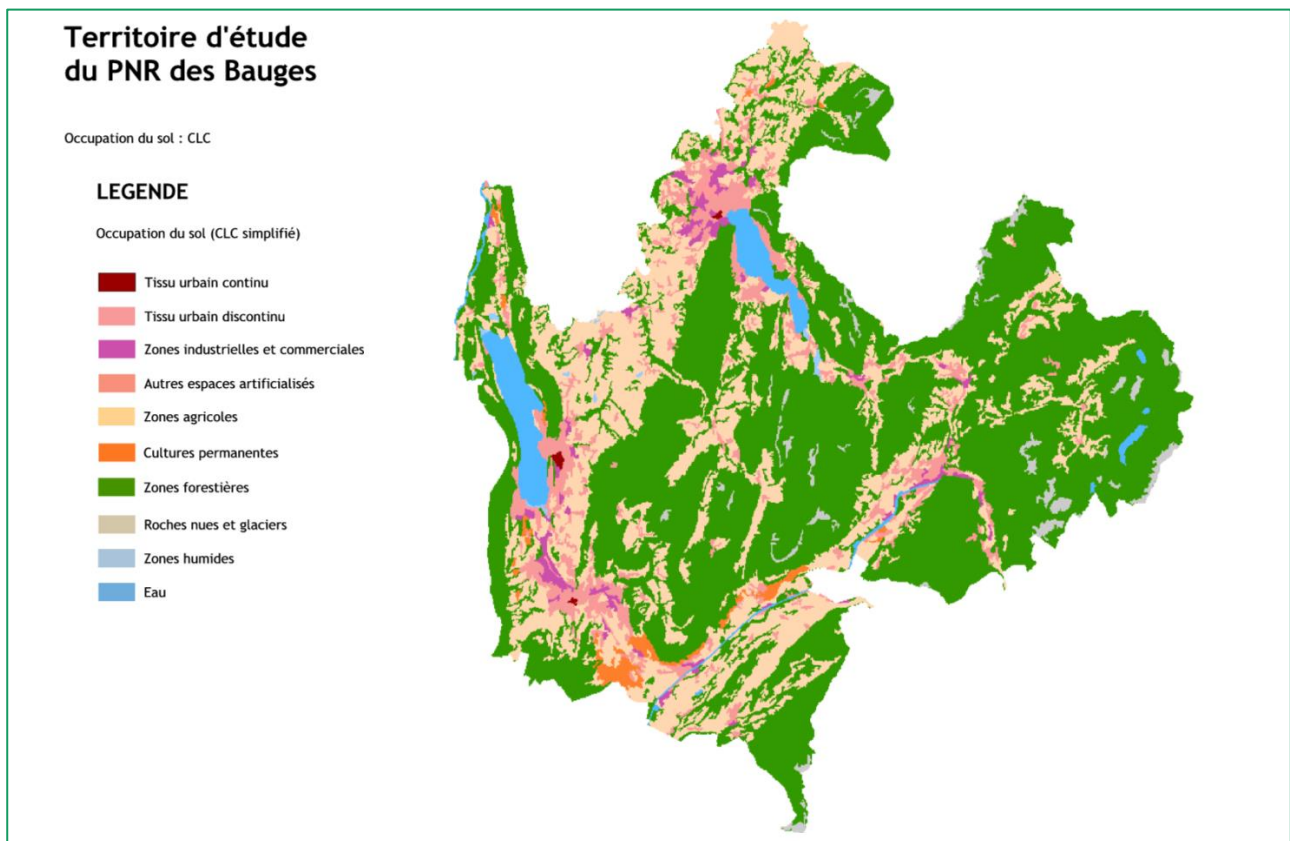 Territoire d'étude
du PNR des Bauges
Occupation du sol : CLC
LEGENDE
Occupation du sol (CLC simplifié)
Tissu urbain continu
Tissu urbain discontinu
Zones industrielles et commerciales
Autres espaces artificialisés
Zones agricoles
Cultures permanentes
Zones forestières
Roches nues et glaciers
Zones humides
Eau